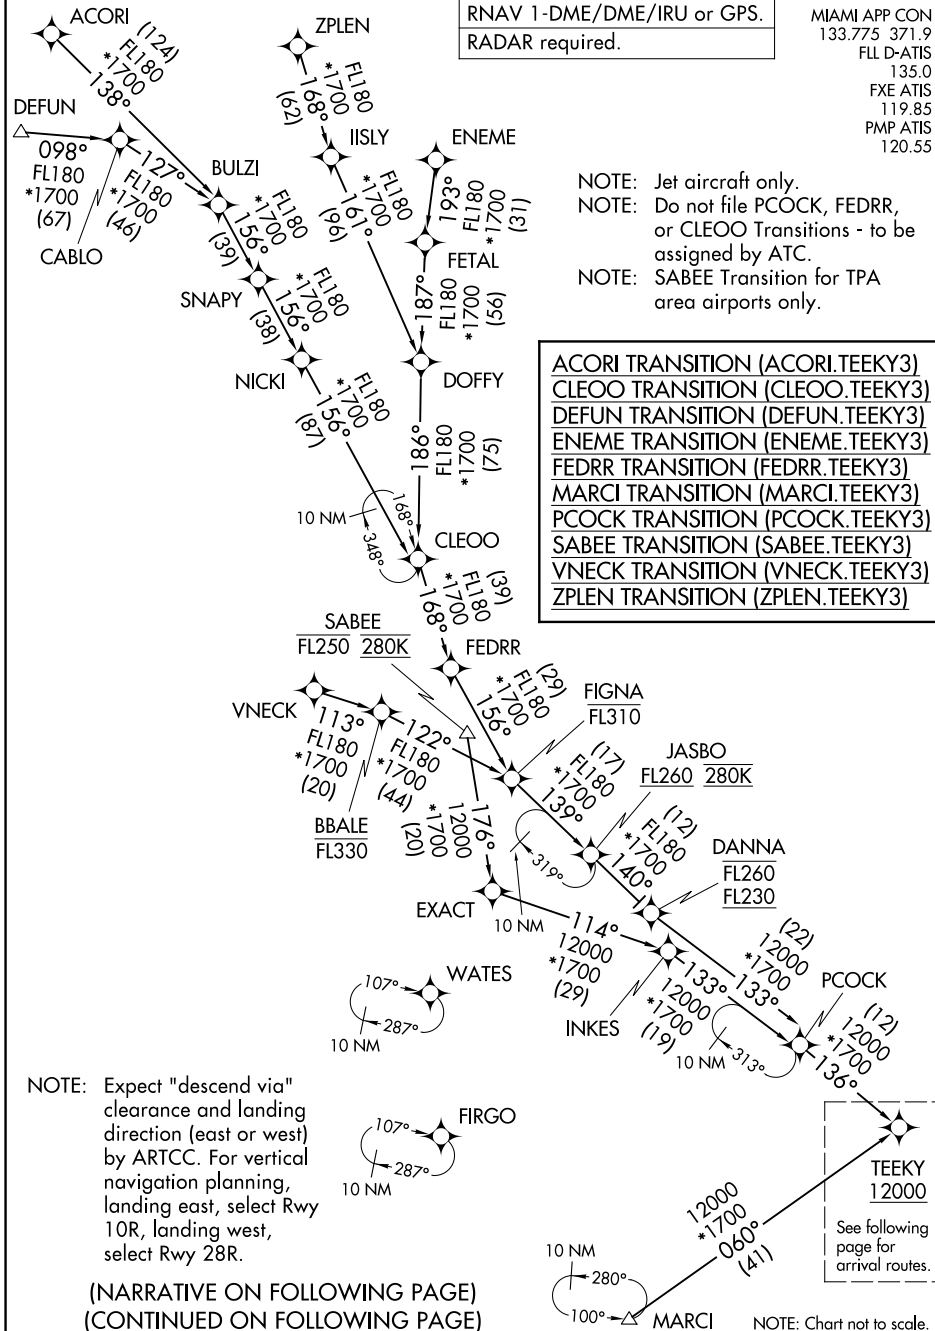 RNAV 1-DME/DME/IRU or GPS.
RADAR required.
MIAMI APP CON
133.775 371.9
FLL D-ATIS
135.0
FXE ATIS
119.85
PMP ATIS
120.55
NOTE: Jet aircraft only.
NOTE: Do not file PCOCK, FEDRR,
or CLEOO Transitions - to be
assigned by ATC.
NOTE: SABEE Transition for TPA
area airports only.
ACORI TRANSITION (ACORI.TEEKY3)
CLEOO TRANSITION (CLEOO.TEEKY3)
DEFUN TRANSITION (DEFUN.TEEKY3)
ENEME TRANSITION (ENEME.TEEKY3)
FEDRR TRANSITION (FEDRR.TEEKY3)
MARCI TRANSITION (MARCI.TEEKY3)
PCOCK TRANSITION (PCOCK.TEEKY3)
SABEE TRANSITION (SABEE.TEEKY3)
VNECK TRANSITION (VNECK.TEEKY3)
ZPLEN TRANSITION (ZPLEN.TEEKY3)
ACORI
(124)
FL180
*1700
138°
DEFUN
098°
FL180
*1700
(67)
CABLO
127°
FL180
*1700
(46)
BULZI
FL180
*1700
156°
(39)
SNAPY
FL180
*1700
156°
(38)
NICKI
FL180
*1700
156°
(87)
ZPLEN
FL180
*1700
168°
(62)
IISLY
FL180
*1700
161°
(96)
ENEME
193°
FL180
*1700
(31)
FETAL
187°
FL180
*1700
(56)
DOFFY
186°
FL180
*1700
(75)
10 NM
168°
348°
CLEOO
(39)
FL180
*1700
168°
SABEE
FL250 280K
FEDRR
(29)
FL180
*1700
156°
VNECK
113°
FL180
*1700
(20)
BBALE
FL330
122°
FL180
*1700
(44)
FIGNA
FL310
(17)
FL180
*1700
139°
JASBO
FL260 280K
319°
10 NM
(12)
FL180
*1700
140°
DANNA
FL260
FL230
176°
12000
*1700
(20)
EXACT
114°
12000
*1700
(29)
INKES
133°
12000
*1700
(19)
(22)
12000
*1700
133°
PCOCK
10 NM
313°
(12)
12000
*1700
136°
WATES
107°
287°
10 NM
FIRGO
107°
287°
10 NM
TEEKY
12000
See following
page for
arrival routes.
12000
*1700
060°
(41)
10 NM
280°
100°
MARCI
NOTE: Expect "descend via"
clearance and landing
direction (east or west)
by ARTCC. For vertical
navigation planning,
landing east, select Rwy
10R, landing west,
select Rwy 28R.
(NARRATIVE ON FOLLOWING PAGE)
(CONTINUED ON FOLLOWING PAGE)
NOTE: Chart not to scale.